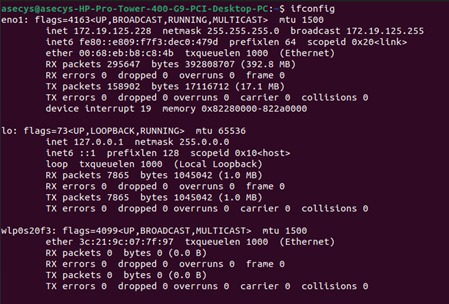 asecys@asecys-HP-Pro-Tower-400-G9-PCI-Desktop-PC:~$ ifconfig
eno1: flags=4163<UP,BROADCAST,RUNNING,MULTICAST>  mtu 1500
        inet 172.19.125.228  netmask 255.255.255.0  broadcast 172.19.125.255
        inet6 fe80::e809:f7f3:dec0:479d  prefixlen 64  scopeid 0x20<link>
        ether 00:68:eb:b8:c8:4b  txqueuelen 1000  (Ethernet)
        RX packets 295647  bytes 392808707 (392.8 MB)
        RX errors 0  dropped 0  overruns 0  frame 0
        TX packets 158902  bytes 17116712 (17.1 MB)
        TX errors 0  dropped 0 overruns 0  carrier 0  collisions 0
        device interrupt 19  memory 0x82280000-822a0000
lo: flags=73<UP,LOOPBACK,RUNNING>  mtu 65536
        inet 127.0.0.1  netmask 255.0.0.0
        inet6 ::1  prefixlen 128  scopeid 0x10<host>
        loop  txqueuelen 1000  (Local Loopback)
        RX packets 7865  bytes 1045042 (1.0 MB)
        RX errors 0  dropped 0  overruns 0  frame 0
        TX packets 7865  bytes 1045042 (1.0 MB)
        TX errors 0  dropped 0 overruns 0  carrier 0  collisions 0
wlp0s20f3: flags=4099<UP,BROADCAST,MULTICAST>  mtu 1500
        ether 3c:21:9c:07:7f:97  txqueuelen 1000  (Ethernet)
        RX packets 0  bytes 0 (0.0 B)
        RX errors 0  dropped 0  overruns 0  frame 0
        TX packets 0  bytes 0 (0.0 B)
        TX errors 0  dropped 0 overruns 0  carrier 0  collisions 0